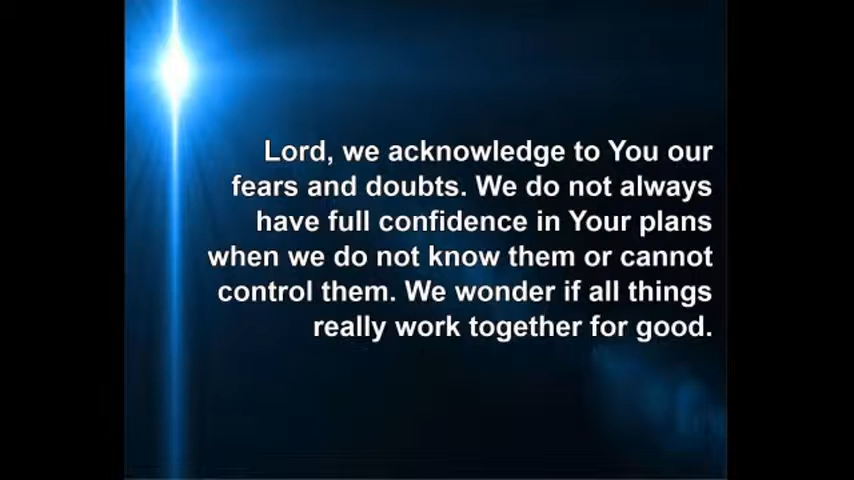 Lord, we acknowledge to You our
fears and doubts. We do not always
have full confidence in Your plans
when we do not know them or cannot
control them. We wonder if all things
really work together for good.